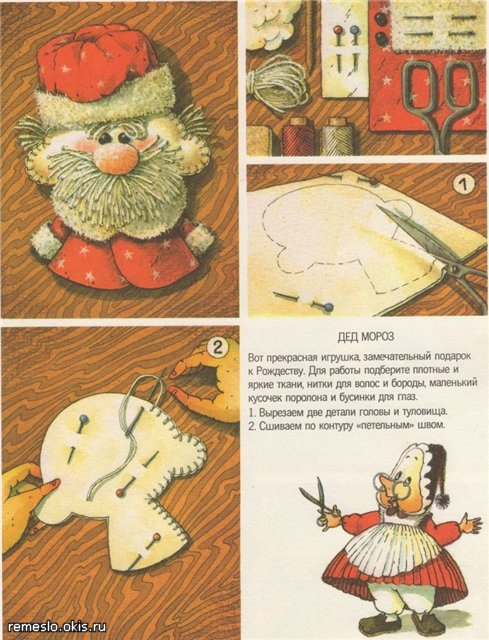 1
2
ДЕД МОРОЗ
Вот прекрасная игрушка, замечательный подарок
к Рождеству. Для работы подберите плотные и
яркие ткани, нитки для волос и бороды, маленький
кусочек поролона и бусинки для глаз.
1. Вырезаем две детали головы и туловища.
2. Сшиваем по контуру «петельным» швом.
remeslo.okis.ru